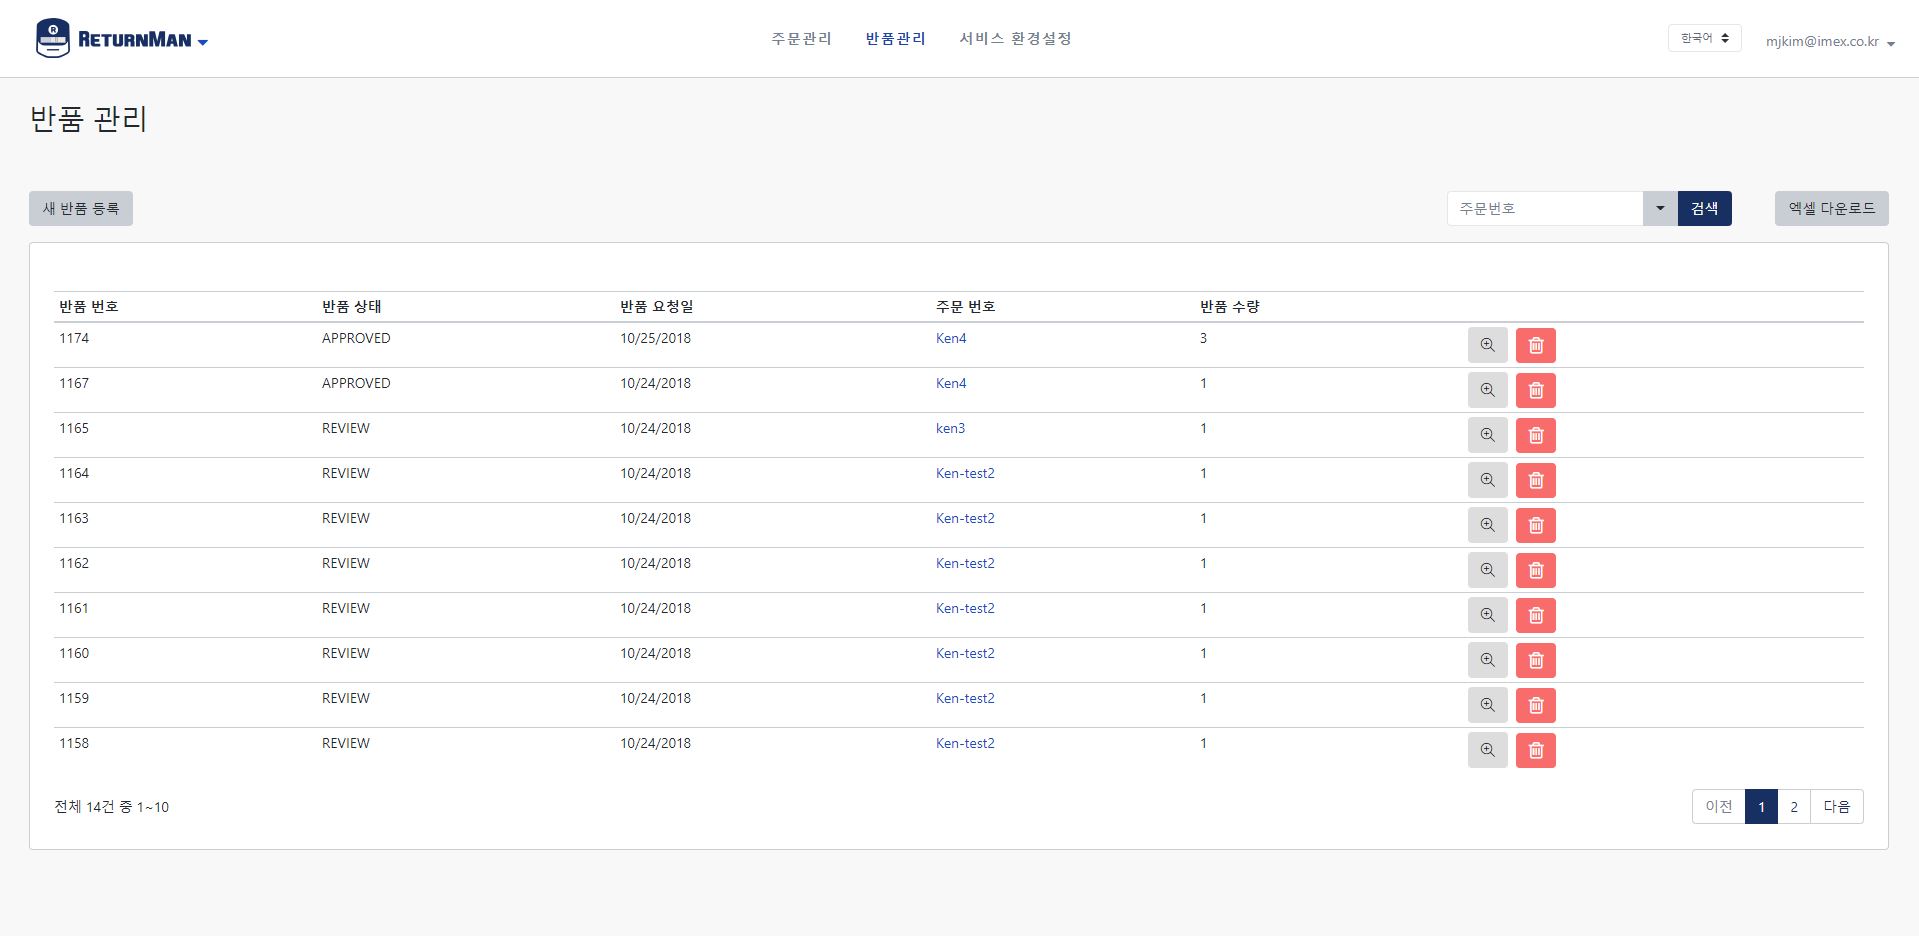 RETURNMAN
주문관리 반품관리 서비스 환경설정 한국어 mjkim@imex.co.kr
반품 관리
새 반품 등록 주문번호 검색 엑셀 다운로드
반품 번호 반품 상태 반품 요청일 주문 번호 반품 수량
1174 APPROVED 10/25/2018 Ken4 3
1167 APPROVED 10/24/2018 Ken4 1
1165 REVIEW 10/24/2018 ken3 1
1164 REVIEW 10/24/2018 Ken-test2 1
1163 REVIEW 10/24/2018 Ken-test2 1
1162 REVIEW 10/24/2018 Ken-test2 1
1161 REVIEW 10/24/2018 Ken-test2 1
1160 REVIEW 10/24/2018 Ken-test2 1
1159 REVIEW 10/24/2018 Ken-test2 1
1158 REVIEW 10/24/2018 Ken-test2 1
전체 14건 중 1~10 이전 1 2 다음